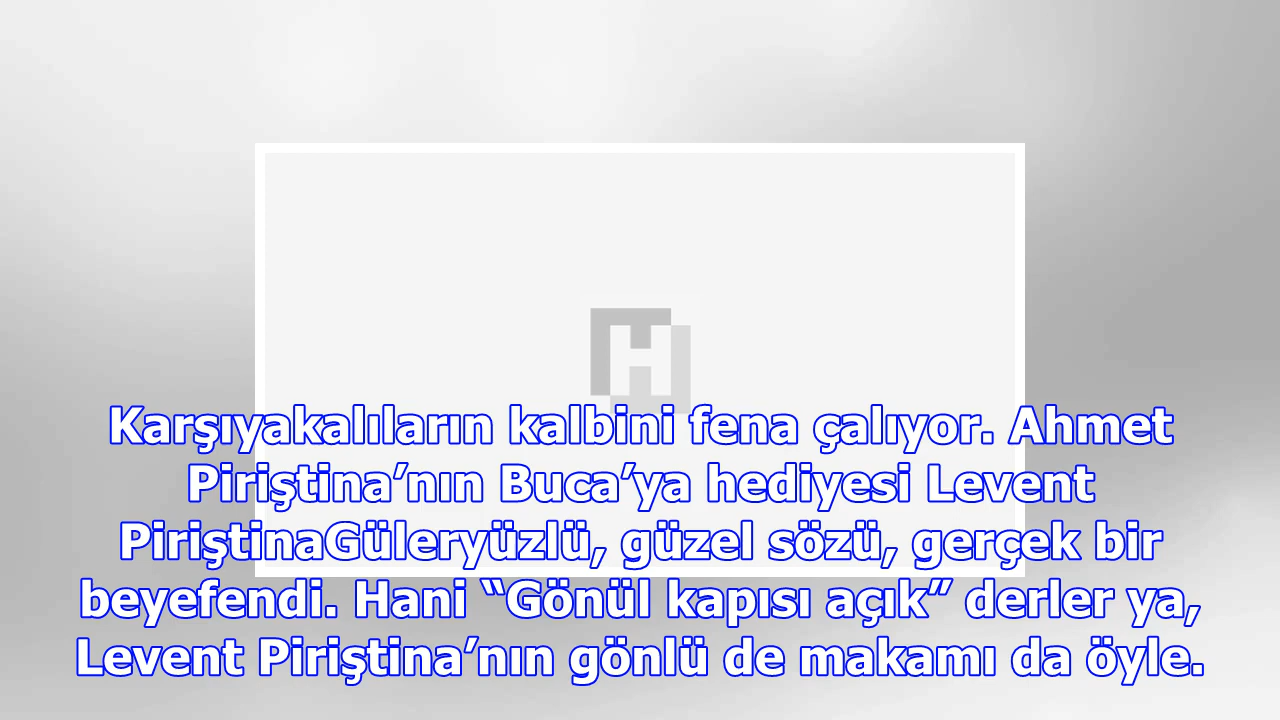 Karşıyakalıların kalbini fena çalıyor. Ahmet
Piriştina’nın Buca’ya hediyesi Levent
PiriştinaGüleryüzlü, güzel sözü, gerçek bir
beyefendi. Hani “Gönül kapısı açık” derler ya,
Levent Piriştina’nın gönlü de makamı da öyle.